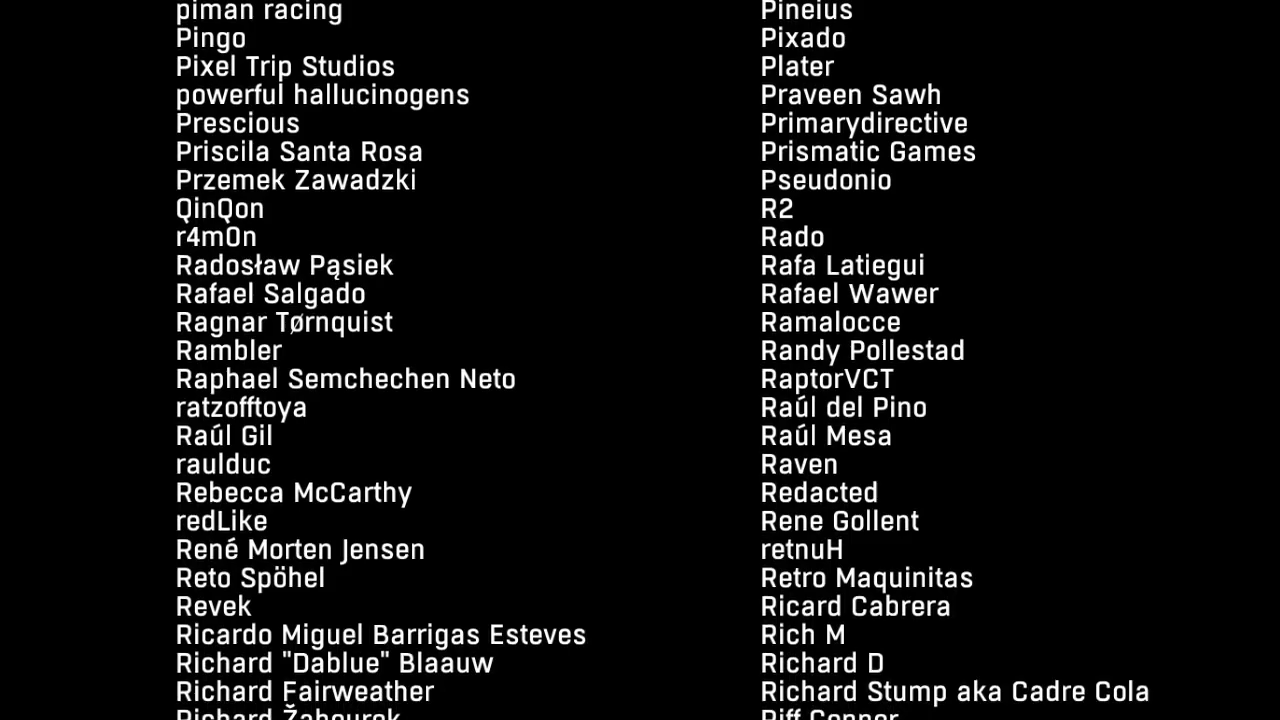 piman racing
Pingo
Pixel Trip Studios
powerful hallucinogens
Prescious
Priscila Santa Rosa
Przemek Zawadzki
QinQon
r4m0n
Radosław Pąsiek
Rafael Salgado
Ragnar Tørnquist
Rambler
Raphael Semchechen Neto
ratzofftoya
Raúl Gil
raulduc
Rebecca McCarthy
redLike
René Morten Jensen
Reto Spöhel
Revek
Ricardo Miguel Barrigas Esteves
Richard "Dablue" Blaauw
Richard Fairweather
Richard
Pineius
Pixado
Plater
Praveen Sawh
Primarydirective
Prismatic Games
Pseudonio
R2
Rado
Rafa Latiegui
Rafael Wawer
Ramalocce
Randy Pollestad
RaptorVCT
Raúl del Pino
Raúl Mesa
Raven
Redacted
Rene Gollent
retnuH
Retro Maquinitas
Ricard Cabrera
Rich M
Richard D
Richard Stump aka Cadre Cola
Riff Connor